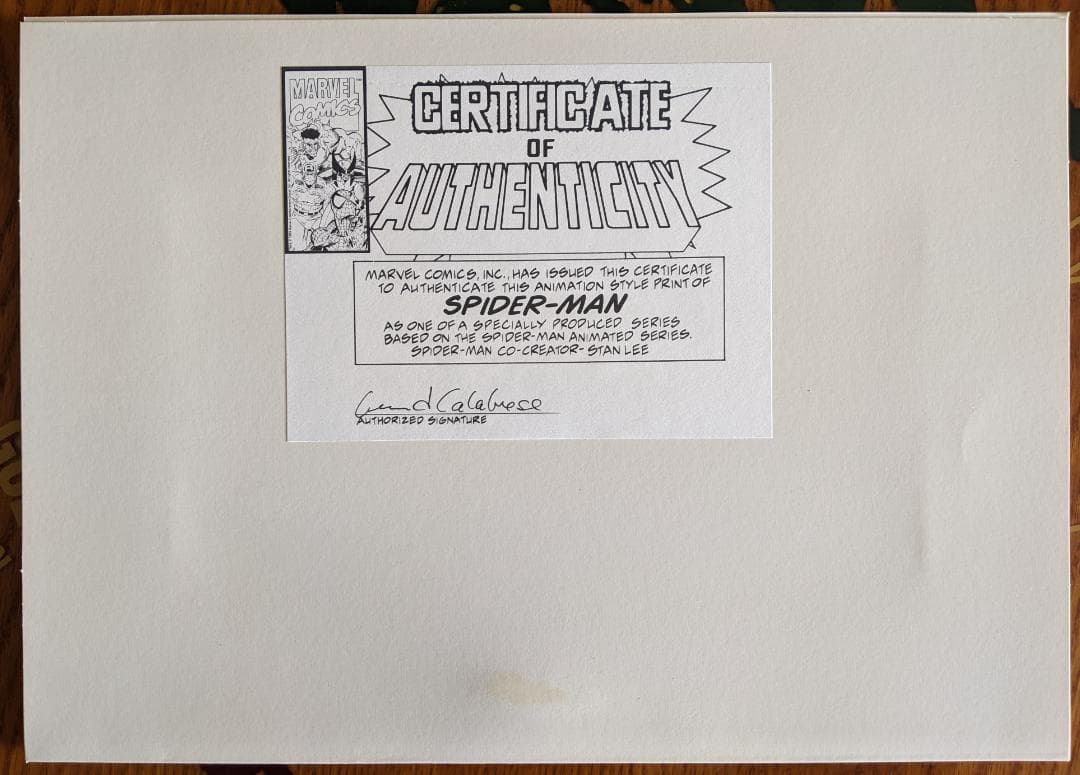 MARVEL
COMICS
CERTIFICATE
OF
AUTHENTICITY
MARVEL COMICS, INC., HAS ISSUED THIS CERTIFICATE
TO AUTHENTICATE THIS ANIMATION STYLE PRINT OF
SPIDER-MAN
AS ONE OF A SPECIALLY PRODUCED SERIES
BASED ON THE SPIDER-MAN ANIMATED SERIES.
SPIDER-MAN CO-CREATOR- STAN LEE
Calabrese
AUTHORIZED SIGNATURE